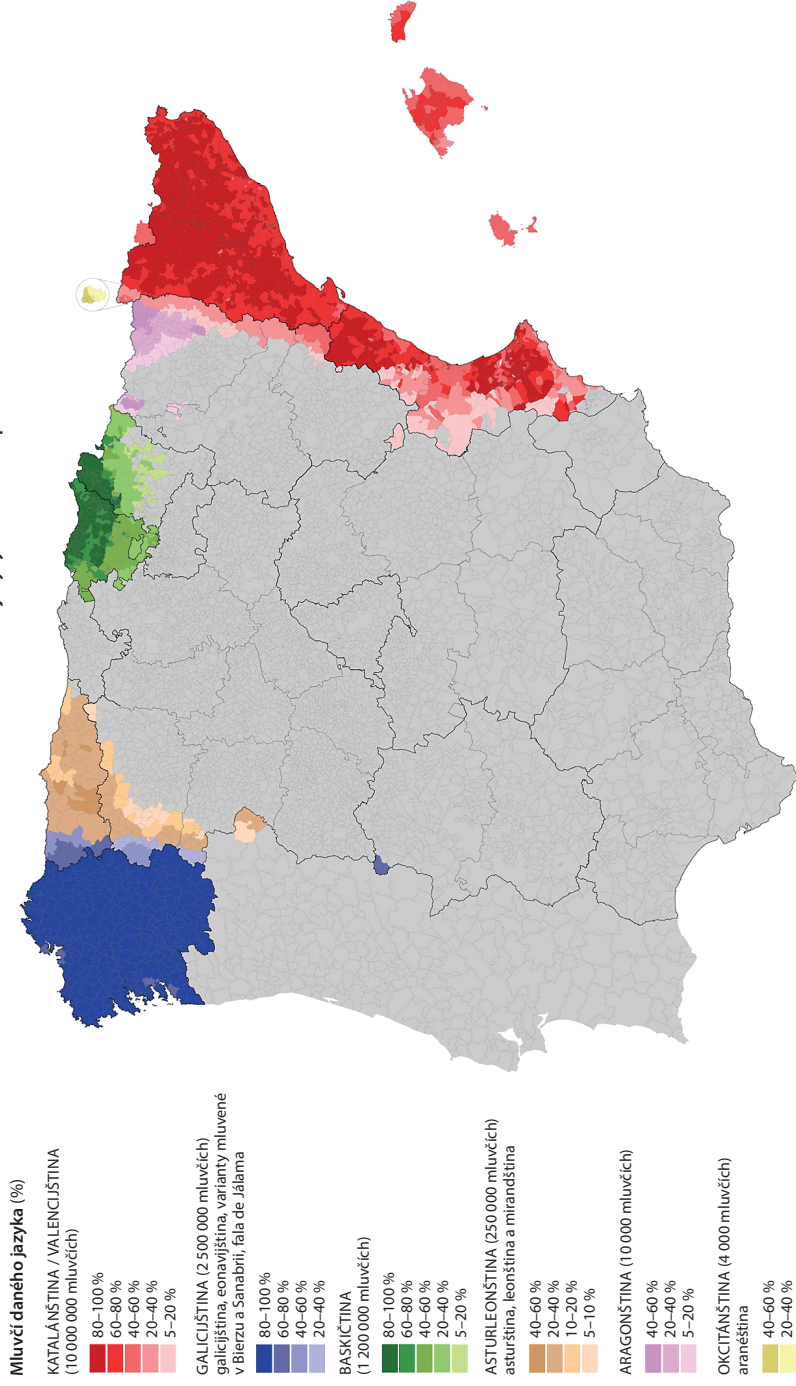 Mluvčí daného jazyka (%)
KATALÁNŠTINA / VALENCIJŠTINA
(10 000 000 mluvčích)
80–100 %
60–80 %
40–60 %
20–40 %
5–20 %
GALICIJŠTINA (2 500 000 mluvčích)
galicijština, eonavijština, varianty mluvené
v Bierzu a Sanabrii, fala de Jálama
80–100 %
60–80 %
40–60 %
20–40 %
BASKIČTINA
(1 200 000 mluvčích)
80–100 %
60–80 %
40–60 %
20–40 %
5–20 %
ASTURLEONŠTINA (250 000 mluvčích)
asturština, leonština a mirandština
40–60 %
20–40 %
10–20 %
5–10 %
ARAGONŠTINA (10 000 mluvčích)
40–60 %
20–40 %
5–20 %
OKCITÁNŠTINA (4 000 mluvčích)
araneština
40–60 %
20–40 %